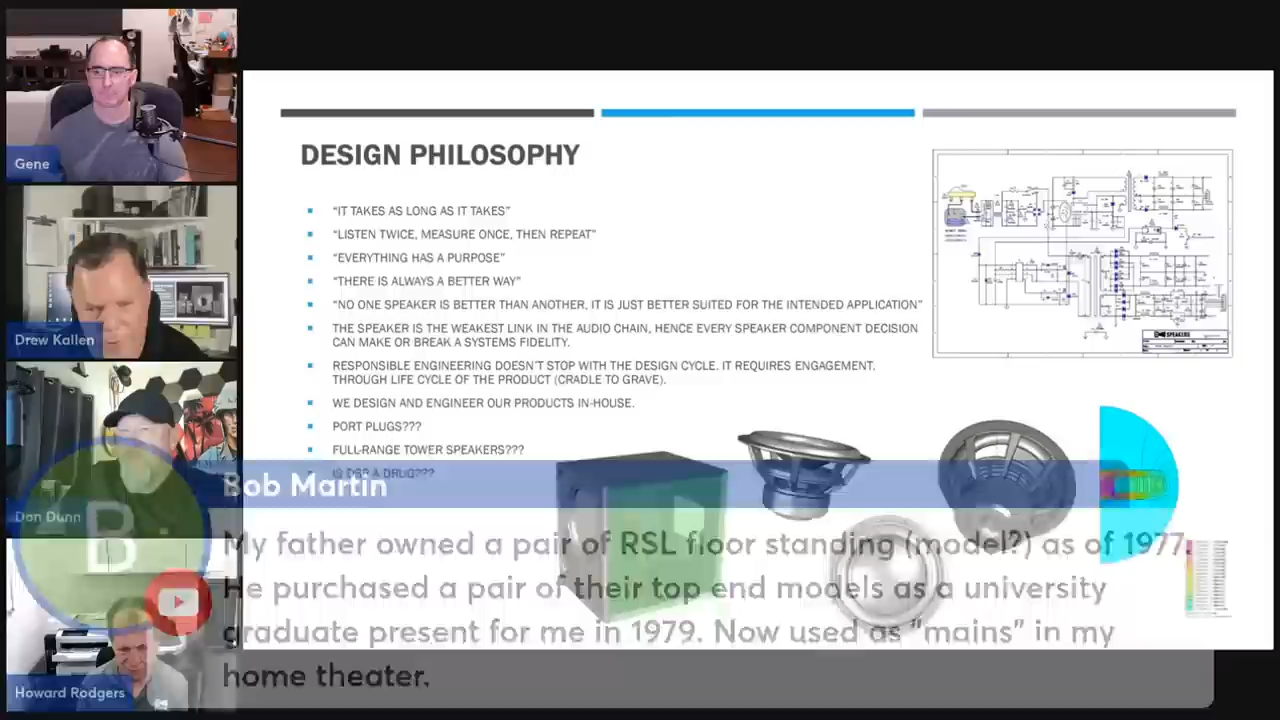 Gene
Drew Kallen
Don Dunn
Howard Rodgers
DESIGN PHILOSOPHY
"IT TAKES AS LONG AS IT TAKES"
"LISTEN TWICE, MEASURE ONCE, THEN REPEAT"
"EVERYTHING HAS A PURPOSE"
"THERE IS ALWAYS A BETTER WAY"
"NO ONE SPEAKER IS BETTER THAN ANOTHER, IT IS JUST BETTER SUITED FOR THE INTENDED APPLICATION"
THE SPEAKER IS THE WEAKEST LINK IN THE AUDIO CHAIN, HENCE EVERY SPEAKER COMPONENT DECISION
CAN MAKE OR BREAK A SYSTEMS FIDELITY.
RESPONSIBLE ENGINEERING DOESN'T STOP WITH THE DESIGN CYCLE. IT REQUIRES ENGAGEMENT.
THROUGH LIFE CYCLE OF THE PRODUCT (CRADLE TO GRAVE).
WE DESIGN AND ENGINEER OUR PRODUCTS IN-HOUSE.
PORT PLUGS???
FULL-RANGE TOWER SPEAKERS???
IS DSP A DRUG???
SPEAKERS
B
Bob Martin
My father owned a pair of RSL floor standing (model?) as of 1977.
He purchased a pair of their top end models as a university
graduate present for me in 1979. Now used as "mains" in my
home theater.